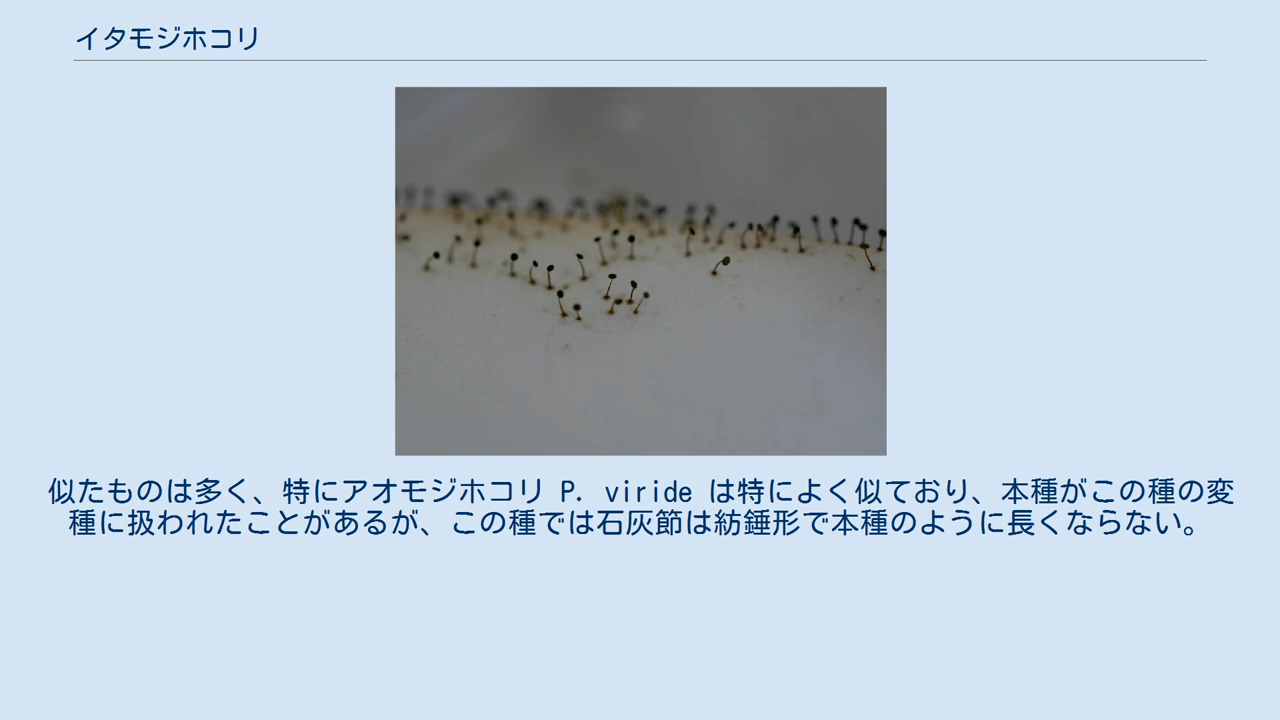 イタモジホコリ
似たものは多く、特にアオモジホコリ P. viride は特によく似ており、本種がこの種の変
種に扱われたことがあるが、この種では石灰節は紡錘形で本種のように長くならない。